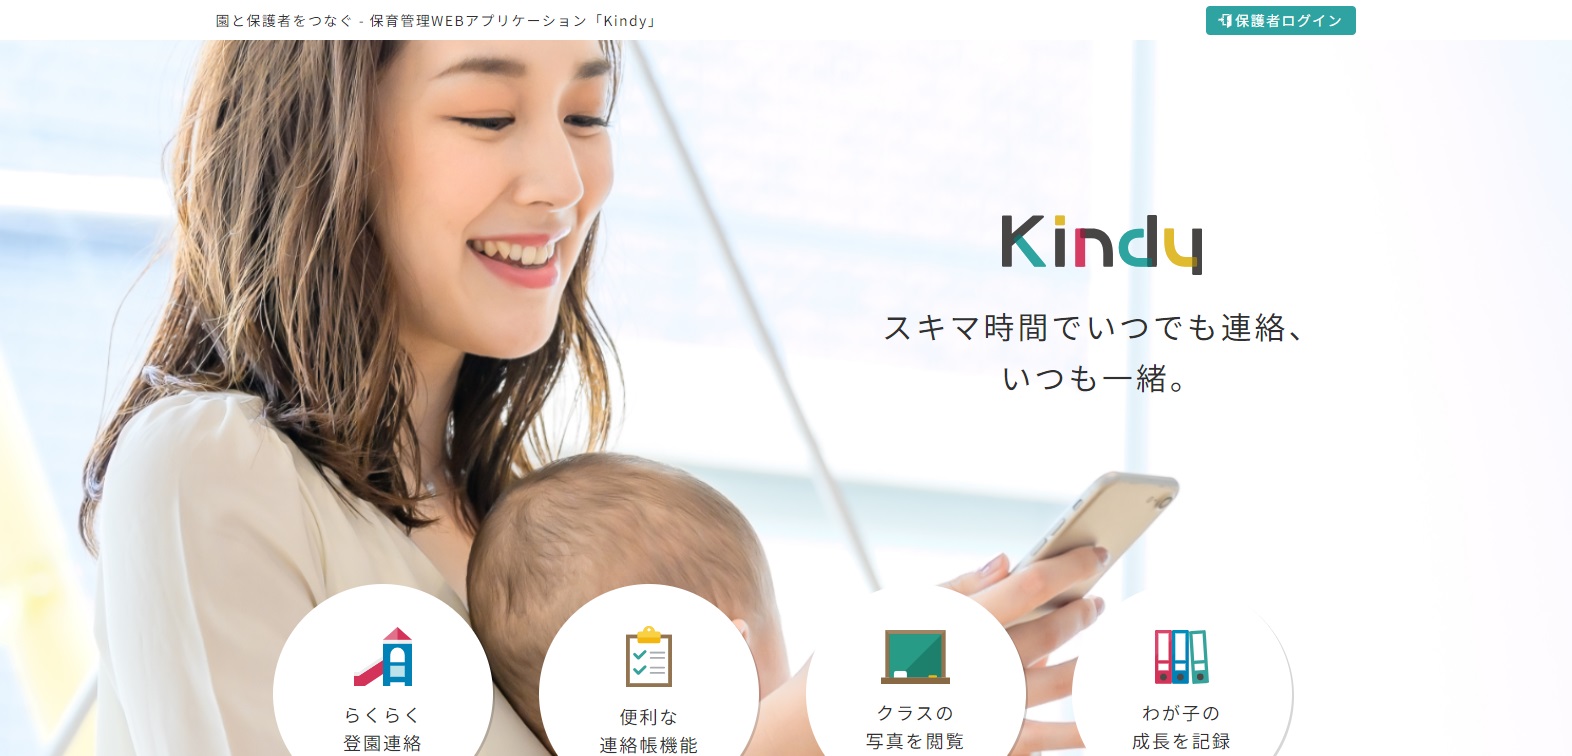 園と保護者をつなぐ - 保育管理WEBアプリケーション「Kindy」
保護者ログイン
Kindy
スキマ時間でいつでも連絡、
いつも一緒。
らくらく
登園連絡
便利な
連絡帳機能
クラスの
写真を閲覧
わが子の
成長を記録